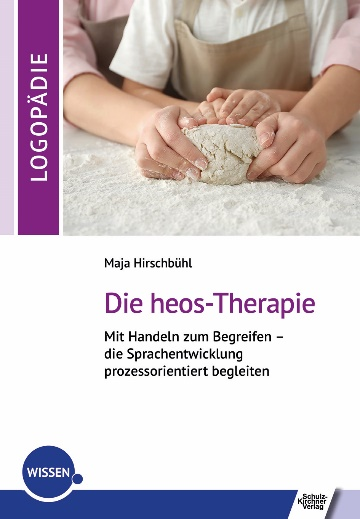 LOGOPÄDIE
Maja Hirschbühl
Die heos-Therapie
Mit Handeln zum Begreifen –
die Sprachentwicklung
prozessorientiert begleiten
WISSEN
Schulz-
Kirchner
Verlag